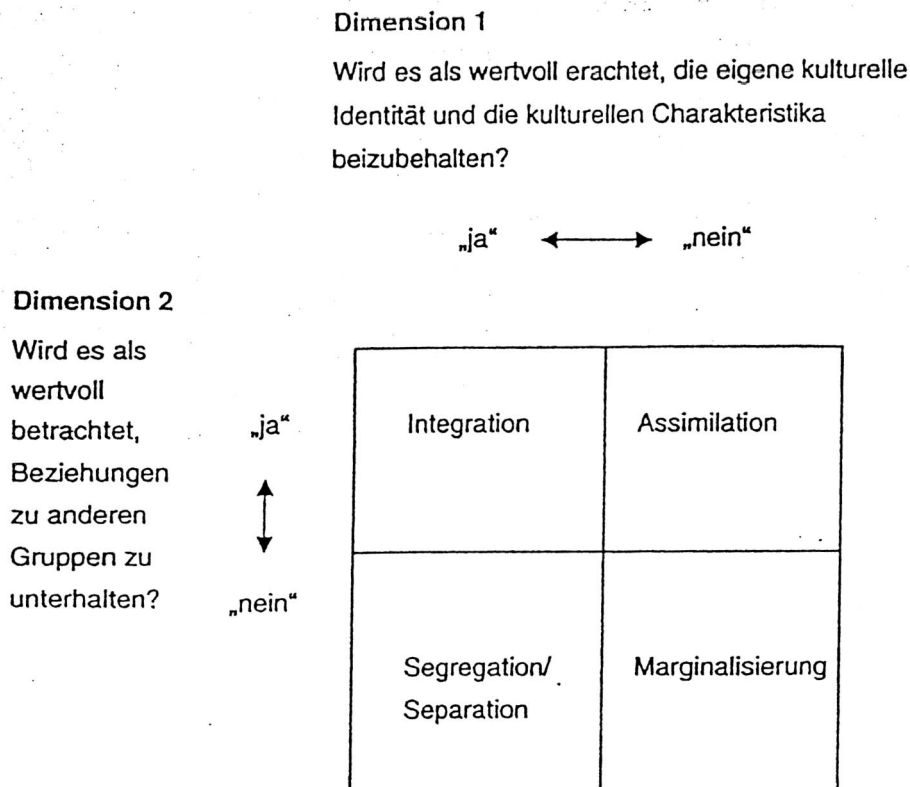 Dimension 1
Wird es als wertvoll erachtet, die eigene kulturelle
Identität und die kulturellen Charakteristika
beizubehalten?
„ja“ „nein“
Dimension 2
Wird es als
wertvoll
betrachtet,
Beziehungen
zu anderen
Gruppen zu
unterhalten?
„ja“
„nein“
Integration Assimilation
Segregation/
Separation
Marginalisierung